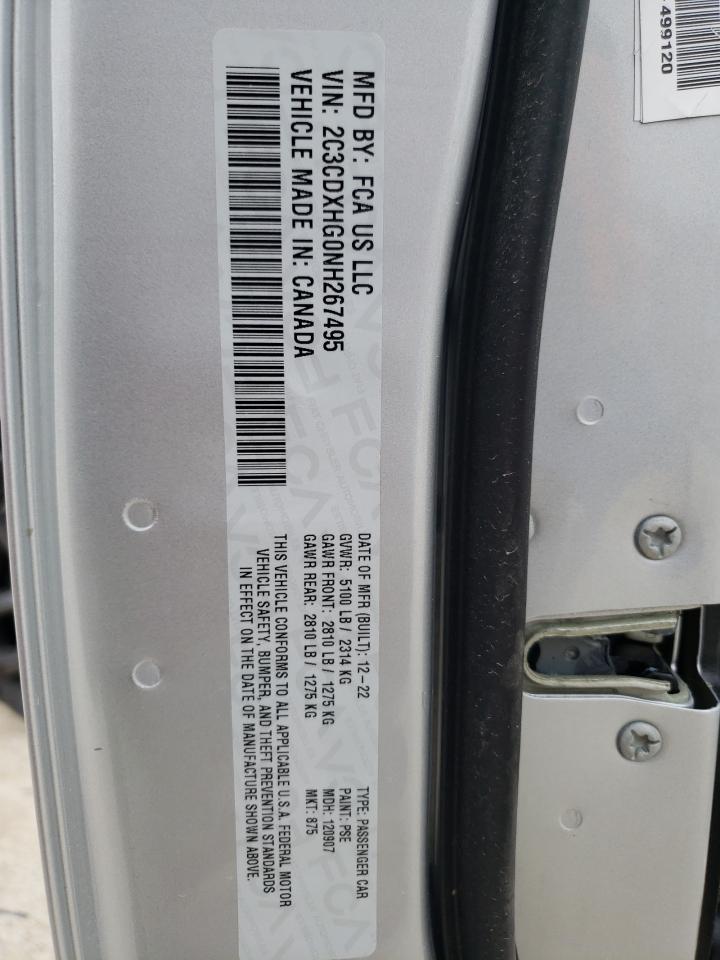 MFD BY: FCA US LLC
VIN: 2C3CDXHG0NH267495
VEHICLE MADE IN: CANADA
DATE OF MFR (BUILT): 12-22
GVWR: 5100 LB / 2314 KG
GAWR FRONT: 2810 LB / 1275 KG
GAWR REAR: 2810 LB / 1275 KG
TYPE: PASSENGER CAR
PAINT: PSE
MDH: 120907
MKT: 875
THIS VEHICLE CONFORMS TO ALL APPLICABLE U.S.A. FEDERAL MOTOR
VEHICLE SAFETY, BUMPER, AND THEFT PREVENTION STANDARDS
IN EFFECT ON THE DATE OF MANUFACTURE SHOWN ABOVE.
499120